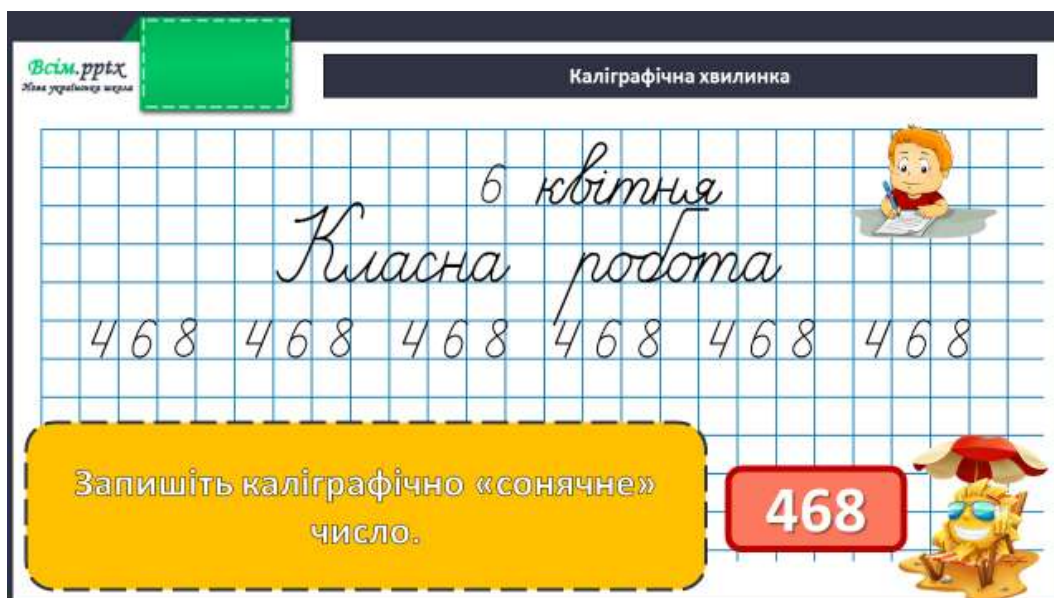 Всім.pptx
Нова українська школа
Каліграфічна хвилинка
6 квітня
Класна робота
468 468 468 468 468 468
Запишіть каліграфічно «сонячне»
число.
468